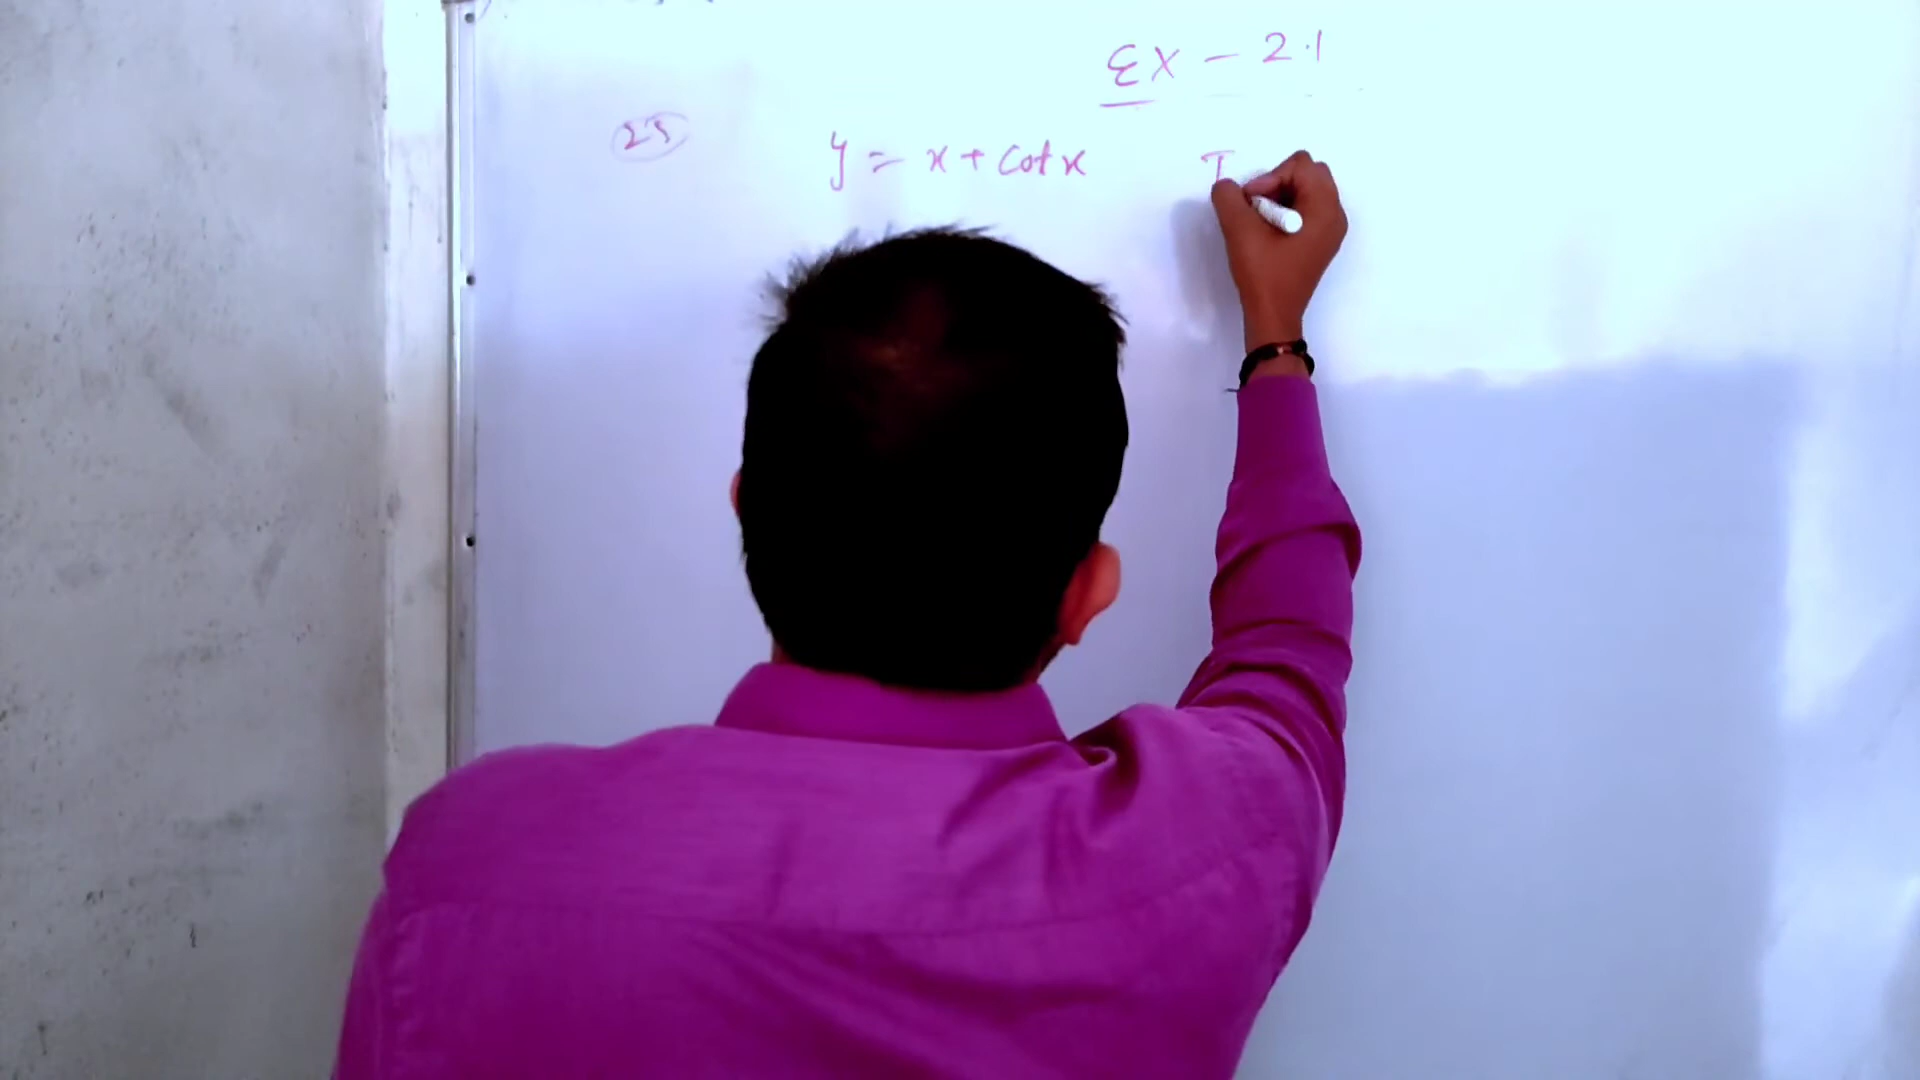 Ex - 2.1
25 y = x + cot x T